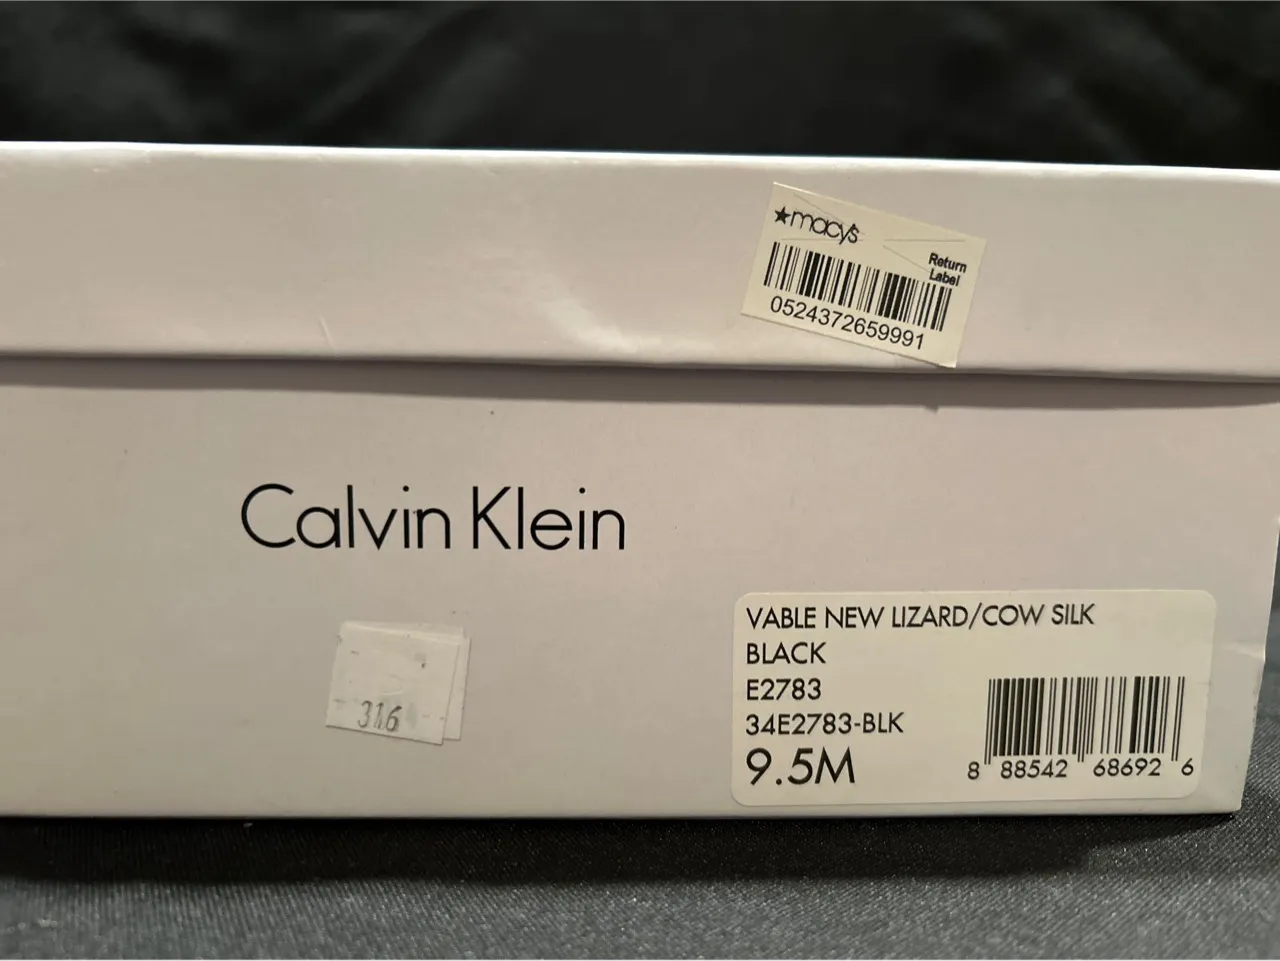 ★macy's
Return
Label
0524372659991
Calvin Klein
316
VABLE NEW LIZARD/COW SILK
BLACK
E2783
34E2783-BLK
9.5M
8 88542 68692 6